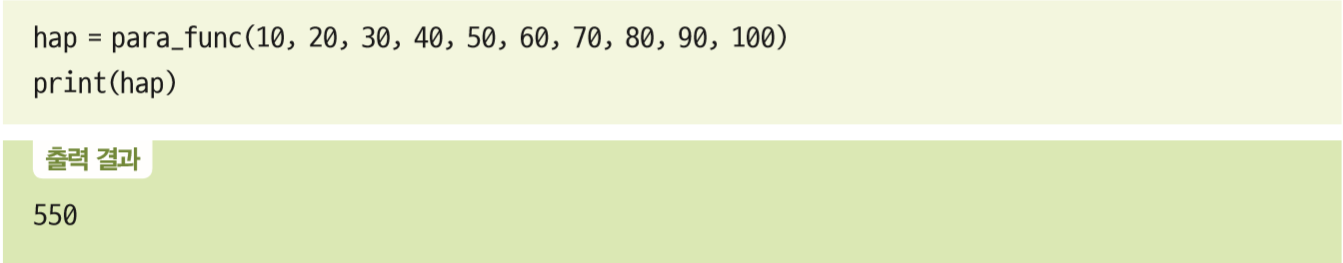 hap = para_func(10, 20, 30, 40, 50, 60, 70, 80, 90, 100)
print(hap)
출력 결과
550